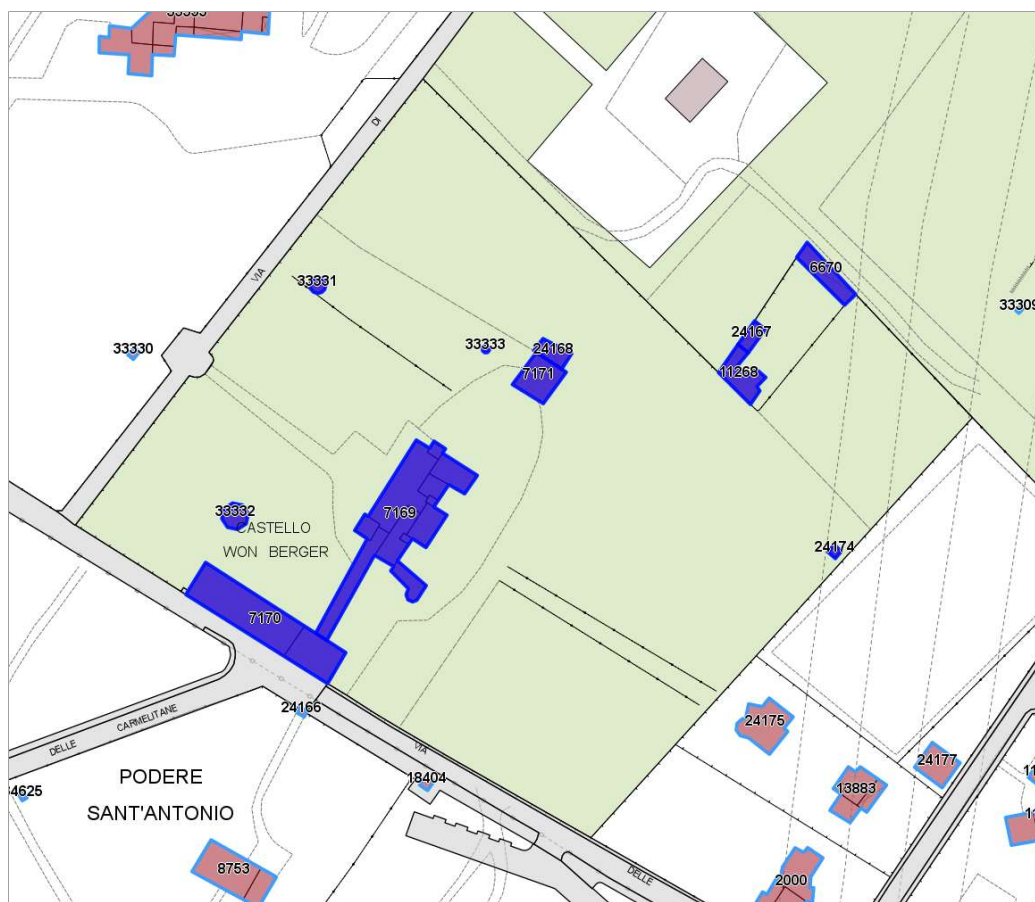 DI
VIA
6670
33331
33309
33333
24167
33330
24168
7171
11268
7169
33332
CASTELLO
WON BERGER
24174
7170
24166
24175
DELLE CARMELITANE
VIA
24177
PODERE
SANT'ANTONIO
18404
13883
8753
DELLE
2000